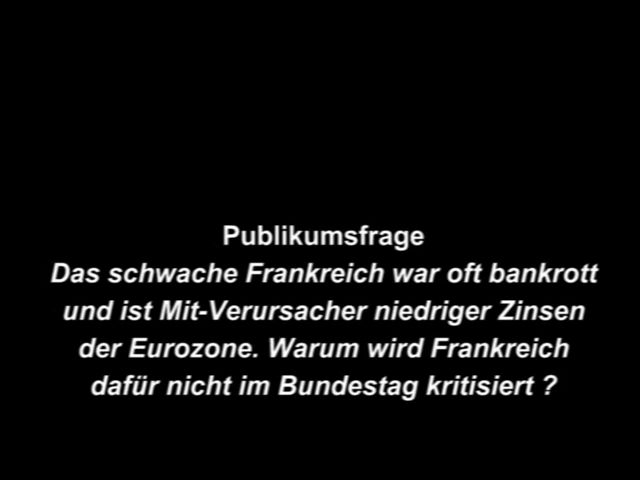 Publikumsfrage
Das schwache Frankreich war oft bankrott
und ist Mit-Verursacher niedriger Zinsen
der Eurozone. Warum wird Frankreich
dafür nicht im Bundestag kritisiert ?